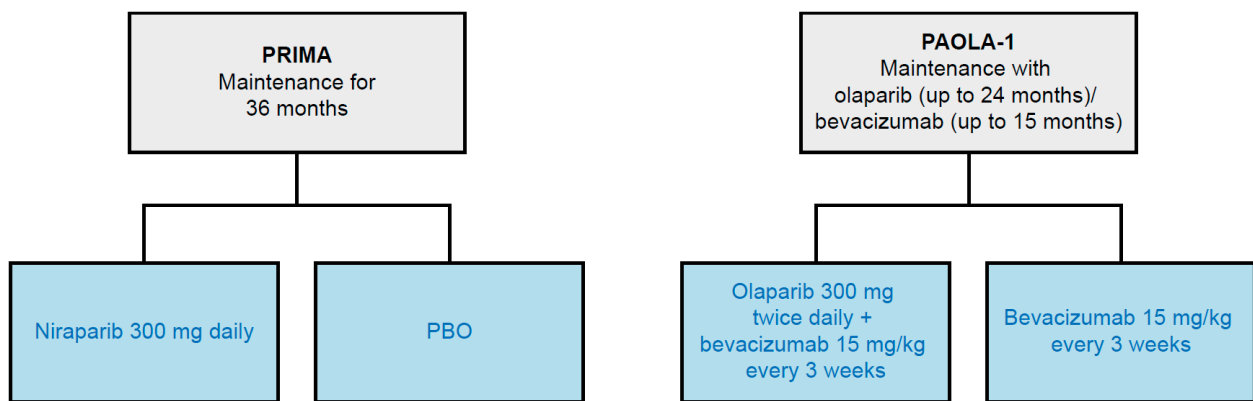 PRIMA
Maintenance for
36 months
PAOLA-1
Maintenance with
olaparib (up to 24 months)/
bevacizumab (up to 15 months)
Niraparib 300 mg daily
PBO
Olaparib 300 mg
twice daily +
bevacizumab 15 mg/kg
every 3 weeks
Bevacizumab 15 mg/kg
every 3 weeks